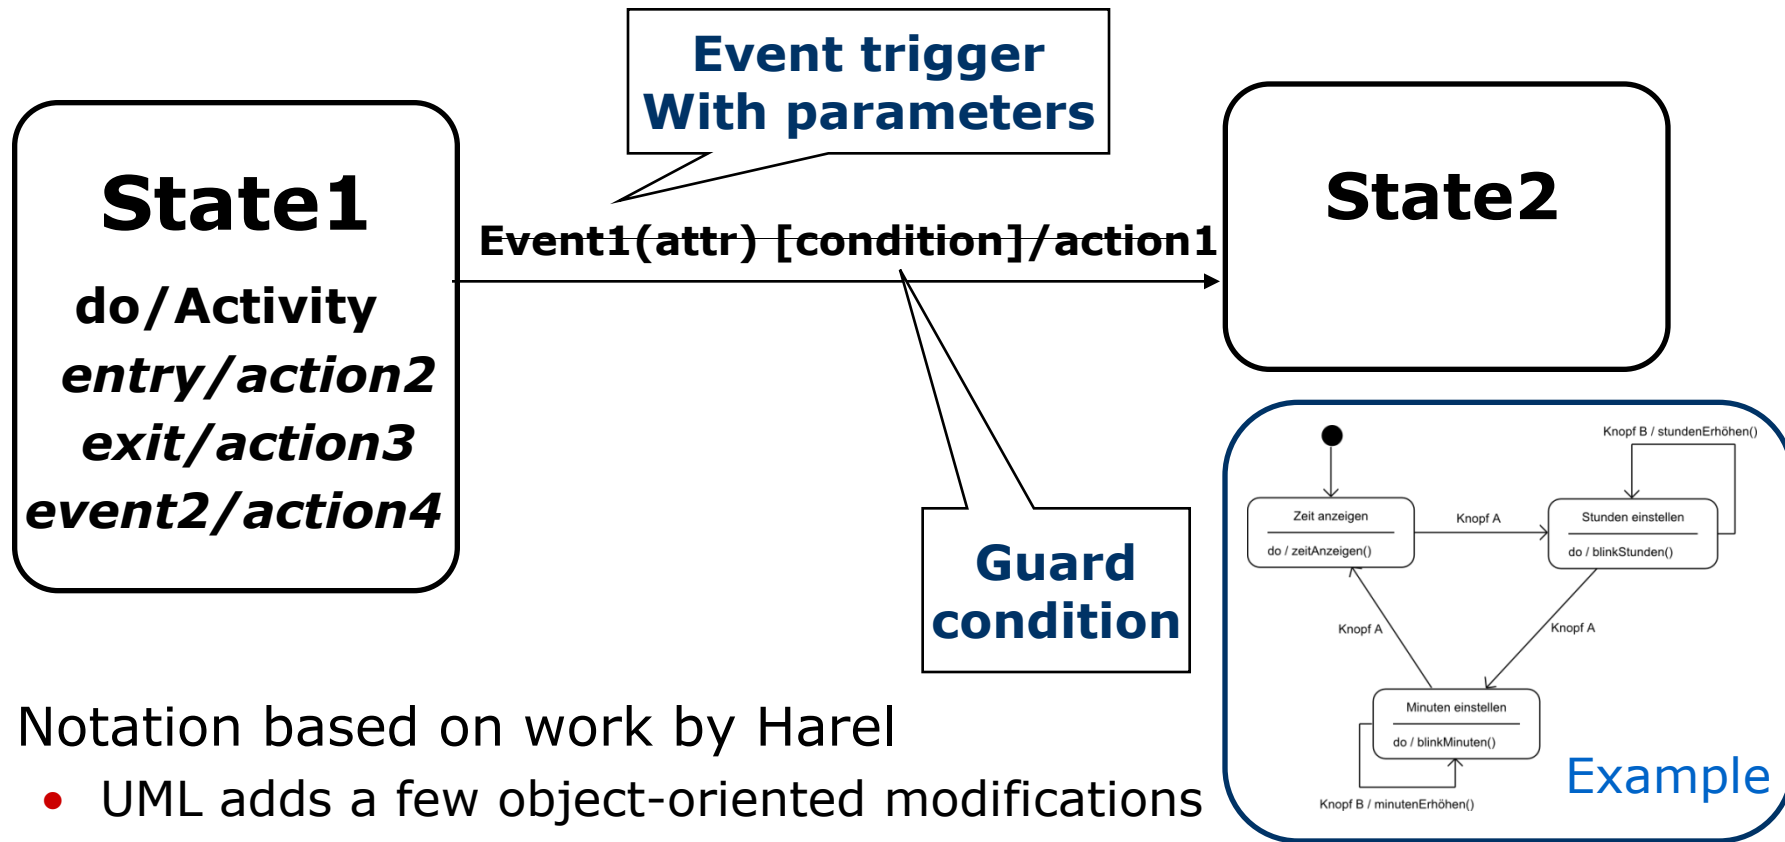 Event trigger
With parameters
State1
do/Activity
entry/action2
exit/action3
event2/action4
Event1(attr) [condition]/action1
State2
Guard
condition
Knopf B / stundenErhöhen()
Zeit anzeigen
do / zeitAnzeigen()
Knopf A
Stunden einstellen
do / blinkStunden()
Knopf A
Knopf A
Minuten einstellen
do / blinkMinuten()
Knopf B / minutenErhöhen()
Example
Notation based on work by Harel
• UML adds a few object-oriented modifications